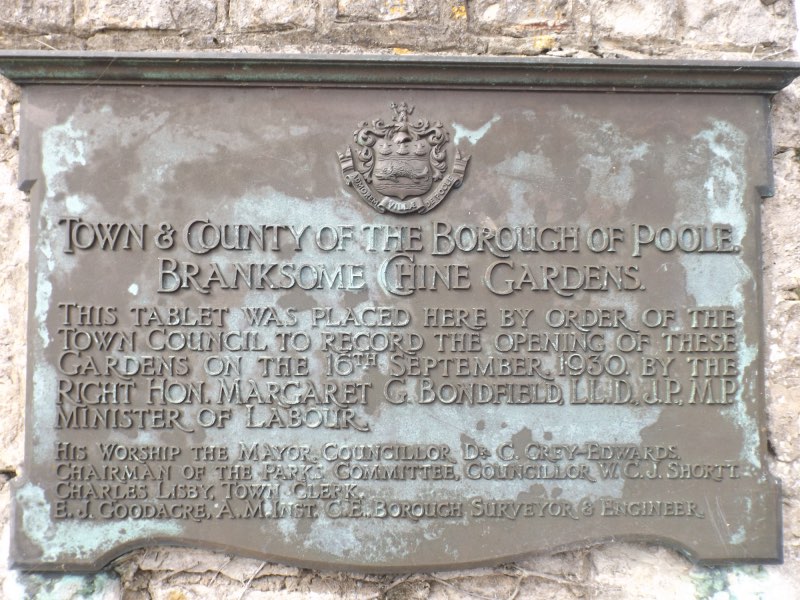 TOWN & COUNTY OF THE BOROUGH OF POOLE.
BRANKSOME CHINE GARDENS.
THIS TABLET WAS PLACED HERE BY ORDER OF THE
TOWN COUNCIL TO RECORD THE OPENING OF THESE
GARDENS ON THE 16TH SEPTEMBER, 1930, BY THE
RIGHT HON. MARGARET G. BONDFIELD, LL.D., J.P., M.P.
MINISTER OF LABOUR.
HIS WORSHIP THE MAYOR, COUNCILLOR DR C. GREY-EDWARDS.
CHAIRMAN OF THE PARKS COMMITTEE, COUNCILLOR W. C. J. SHORTT.
CHARLES LISBY, TOWN CLERK.
E. J. GOODACRE, A.M. INST. C.E. BOROUGH SURVEYOR & ENGINEER.